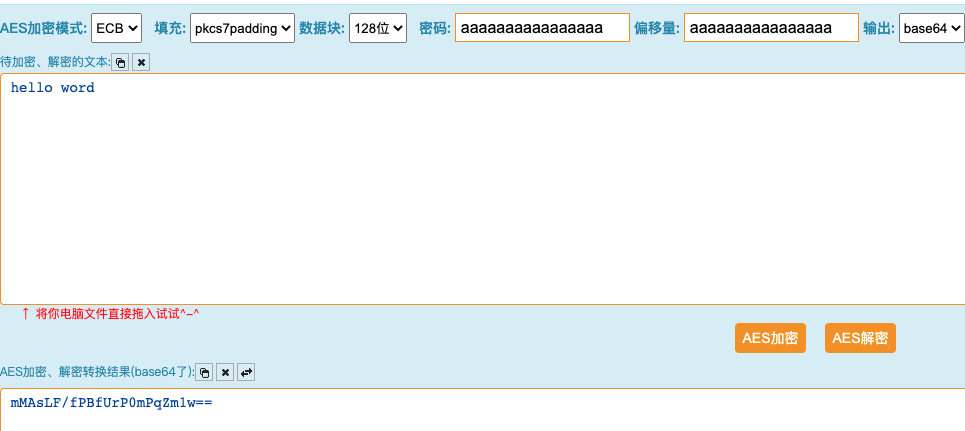 AES加密模式: ECB 填充: pkcs7padding 数据块: 128位 密码: aaaaaaaaaaaaaaaa 偏移量: aaaaaaaaaaaaaaaa 输出: base64
待加密、解密的文本:
hello word
↑ 将你电脑文件直接拖入试试^-^
AES加密 AES解密
AES加密、解密转换结果(base64了):
mMAsLF/fPBfUrP0mPqZm1w==